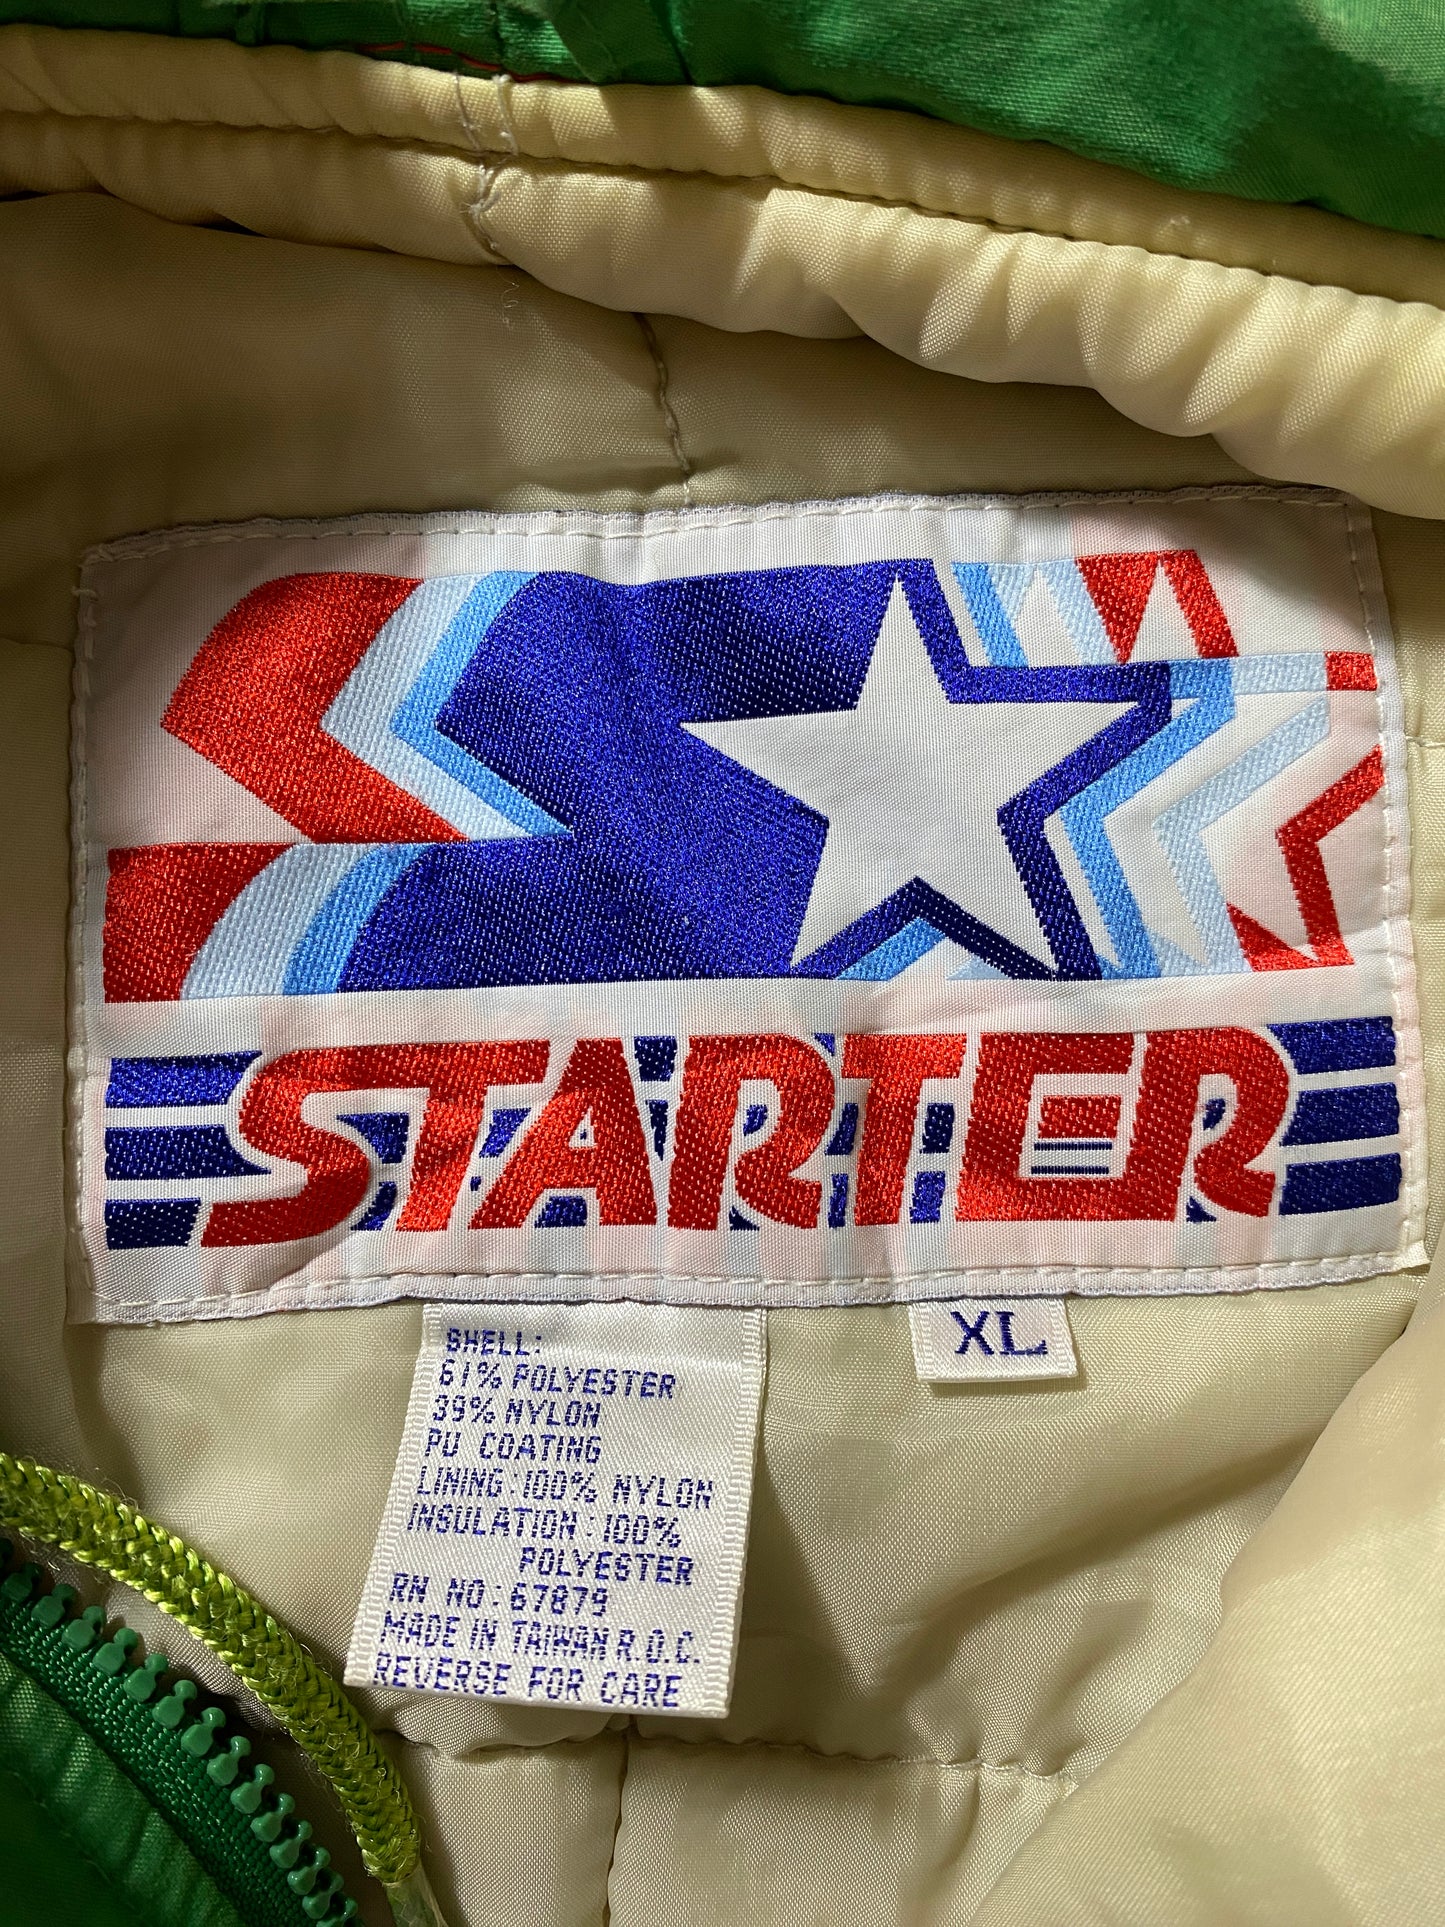 STARTER
XL
SHELL:
61% POLYESTER
39% NYLON
PU COATING
LINING:100% NYLON
INSULATION:100%
POLYESTER
RN NO:67879
MADE IN TAIWAN R.O.C.
REVERSE FOR CARE